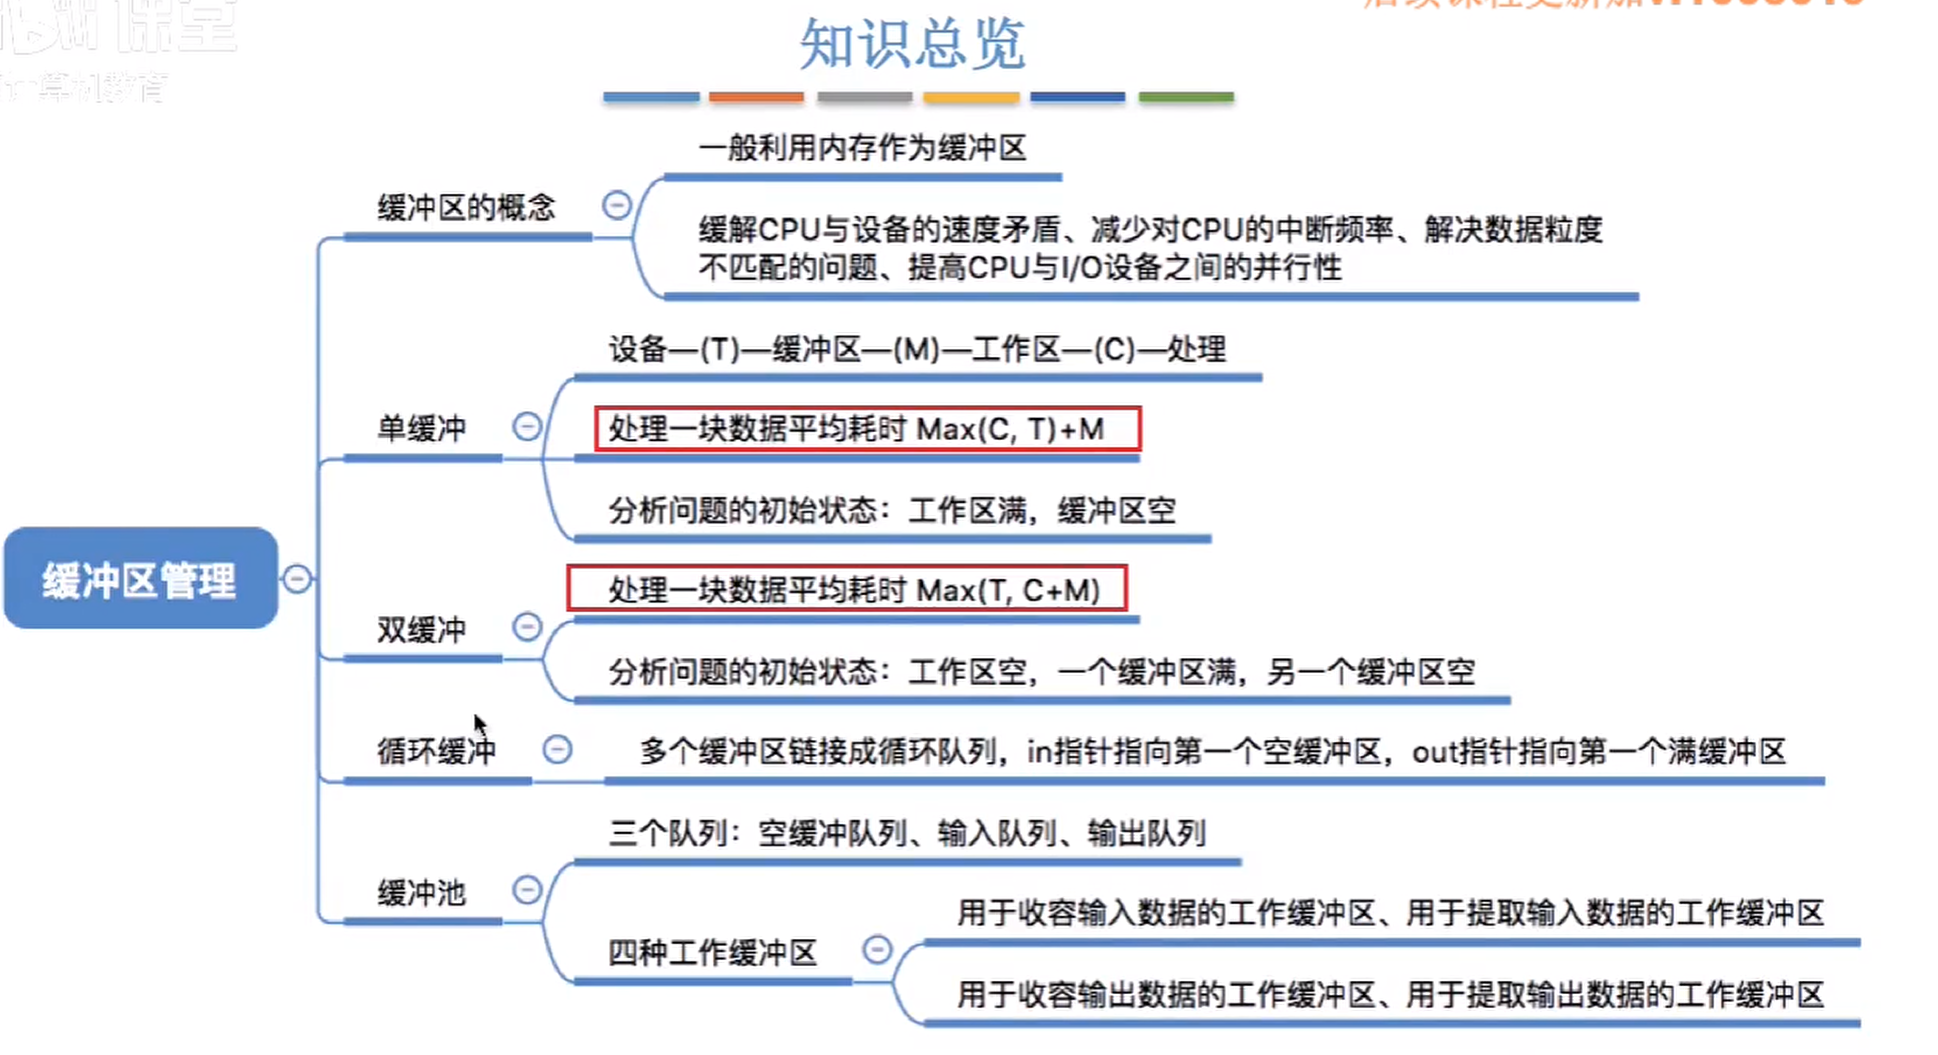 课堂
计算机教育
知识总览
一般利用内存作为缓冲区
缓冲区的概念
缓解CPU与设备的速度矛盾、减少对CPU的中断频率、解决数据粒度
不匹配的问题、提高CPU与I/O设备之间的并行性
设备—(T)—缓冲区—(M)—工作区—(C)—处理
单缓冲
处理一块数据平均耗时 Max(C, T)+M
分析问题的初始状态：工作区满，缓冲区空
缓冲区管理
处理一块数据平均耗时 Max(T, C+M)
双缓冲
分析问题的初始状态：工作区空，一个缓冲区满，另一个缓冲区空
循环缓冲
多个缓冲区链接成循环队列，in指针指向第一个空缓冲区，out指针指向第一个满缓冲区
三个队列：空缓冲队列、输入队列、输出队列
缓冲池
四种工作缓冲区
用于收容输入数据的工作缓冲区、用于提取输入数据的工作缓冲区
用于收容输出数据的工作缓冲区、用于提取输出数据的工作缓冲区